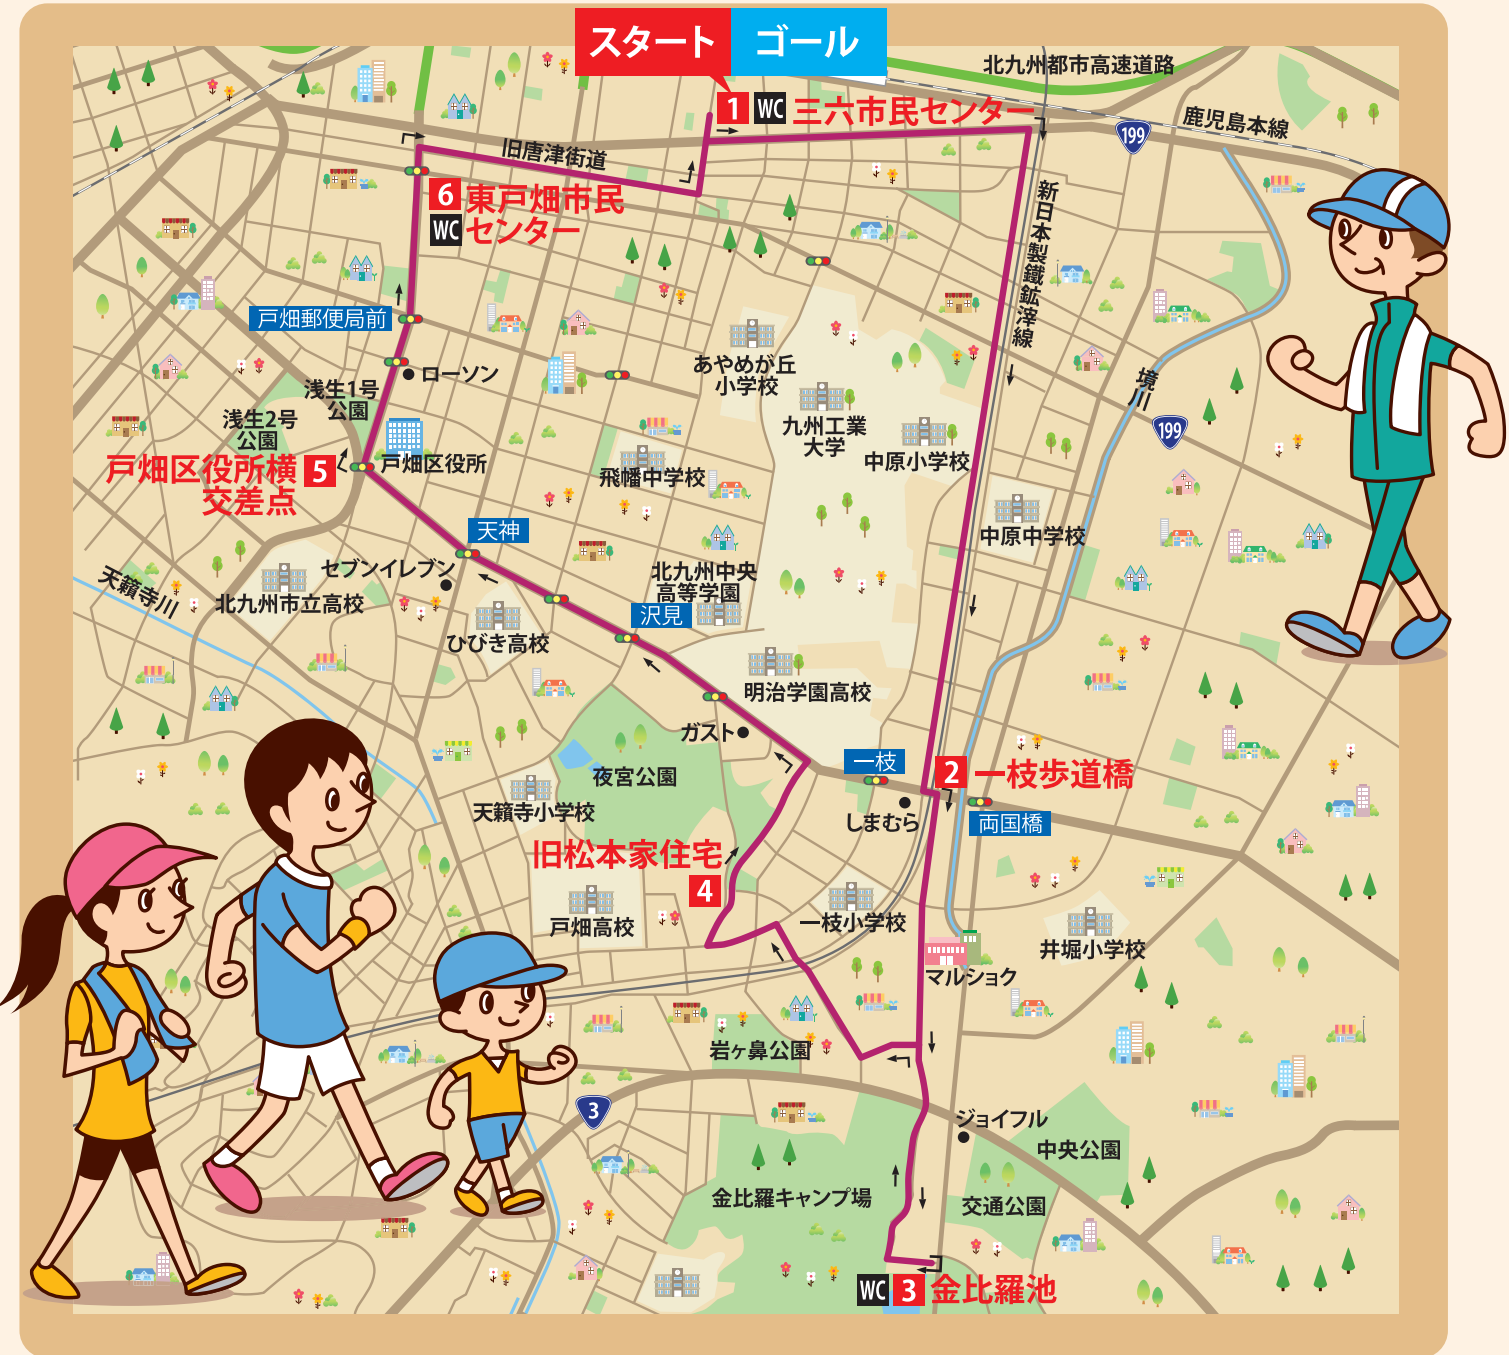 スタート
ゴール
北九州都市高速道路
1 WC 三六市民センター
199
鹿児島本線
旧唐津街道
6 東戸畑市民
WC センター
新日本製鐵鉱滓線
戸畑郵便局前
ローソン
浅生1号
公園
浅生2号
公園
戸畑区役所横 5
交差点
戸畑区役所
あやめが丘
小学校
九州工業
大学
中原小学校
境川
199
飛幡中学校
天神
中原中学校
セブンイレブン
北九州中央
高等学園
天籟寺川
北九州市立高校
沢見
ひびき高校
明治学園高校
ガスト
一枝
2 一枝歩道橋
夜宮公園
しまむら
両国橋
天籟寺小学校
旧松本家住宅
4
戸畑高校
一枝小学校
井堀小学校
マルショク
岩ヶ鼻公園
3
ジョイフル
中央公園
金比羅キャンプ場
交通公園
WC 3 金比羅池